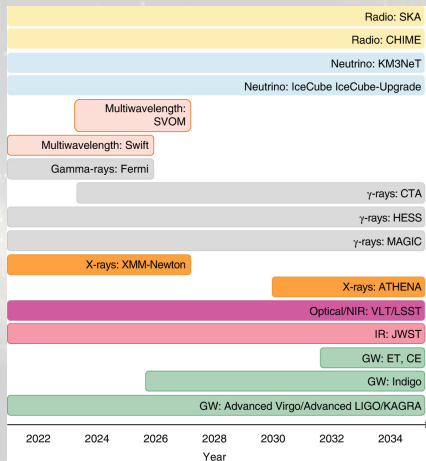 Radio: SKA
Radio: CHIME
Neutrino: KM3NeT
Neutrino: IceCube IceCube-Upgrade
Multiwavelength:
SVOM
Multiwavelength: Swift
Gamma-rays: Fermi
γ-rays: CTA
γ-rays: HESS
γ-rays: MAGIC
X-rays: XMM-Newton
X-rays: ATHENA
Optical/NIR: VLT/LSST
IR: JWST
GW: ET, CE
GW: Indigo
GW: Advanced Virgo/Advanced LIGO/KAGRA
2022 2024 2026 2028 2030 2032 2034
Year